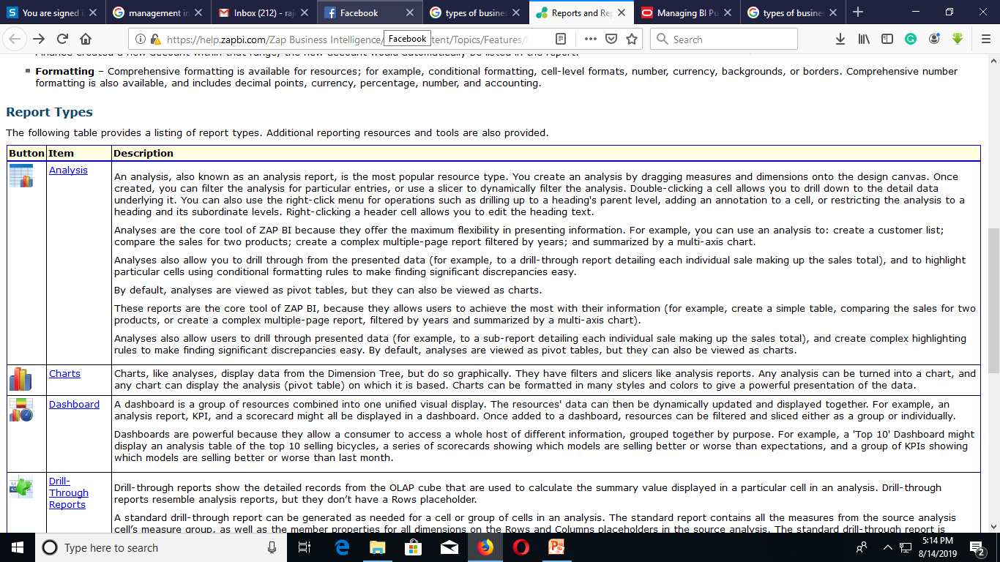 You are signed i
management in
Inbox (212) - raj
Facebook
types of busine
Reports and Rep
Managing BI Pu
types of busine
https://help.zapbi.com/Zap Business Intelligence/
tent/Topics/Features/
Search
Facebook
Finance created a new account within that range, the new account would automatically be listed in the report.
Formatting – Comprehensive formatting is available for resources; for example, conditional formatting, cell-level formats, number, currency, backgrounds, or borders. Comprehensive number
formatting is also available, and includes decimal points, currency, percentage, number, and accounting.
Report Types
The following table provides a listing of report types. Additional reporting resources and tools are also provided.
Button Item Description
Analysis
An analysis, also known as an analysis report, is the most popular resource type. You create an analysis by dragging measures and dimensions onto the design canvas. Once
created, you can filter the analysis for particular entries, or use a slicer to dynamically filter the analysis. Double-clicking a cell allows you to drill down to the detail data
underlying it. You can also use the right-click menu for operations such as drilling up to a heading's parent level, adding an annotation to a cell, or restricting the analysis to a
heading and its subordinate levels. Right-clicking a header cell allows you to edit the heading text.
Analyses are the core tool of ZAP BI because they offer the maximum flexibility in presenting information. For example, you can use an analysis to: create a customer list;
compare the sales for two products; create a complex multiple-page report filtered by years; and summarized by a multi-axis chart.
Analyses also allow you to drill through from the presented data (for example, to a drill-through report detailing each individual sale making up the sales total), and to highlight
particular cells using conditional formatting rules to make finding significant discrepancies easy.
By default, analyses are viewed as pivot tables, but they can also be viewed as charts.
These reports are the core tool of ZAP BI, because they allows users to achieve the most with their information (for example, create a simple table, comparing the sales for two
products, or create a complex multiple-page report, filtered by years and summarized by a multi-axis chart).
Analyses also allow users to drill through presented data (for example, to a sub-report detailing each individual sale making up the sales total), and create complex highlighting
rules to make finding significant discrepancies easy. By default, analyses are viewed as pivot tables, but they can also be viewed as charts.
Charts
Charts, like analyses, display data from the Dimension Tree, but do so graphically. They have filters and slicers like analysis reports. Any analysis can be turned into a chart, and
any chart can display the analysis (pivot table) on which it is based. Charts can be formatted in many styles and colors to give a powerful presentation of the data.
Dashboard
A dashboard is a group of resources combined into one unified visual display. The resources' data can then be dynamically updated and displayed together. For example, an
analysis report, KPI, and a scorecard might all be displayed in a dashboard. Once added to a dashboard, resources can be filtered and sliced either as a group or individually.
Dashboards are powerful because they allow a consumer to access a whole host of different information, grouped together by purpose. For example, a 'Top 10' Dashboard might
display an analysis table of the top 10 selling bicycles, a series of scorecards showing which models are selling better or worse than expectations, and a group of KPIs showing
which models are selling better or worse than last month.
Drill-
Through
Reports
Drill-through reports show the detailed records from the OLAP cube that are used to calculate the summary value displayed in a particular cell in an analysis. Drill-through
reports resemble analysis reports, but they don’t have a Rows placeholder.
A standard drill-through report can be generated as needed for a cell or group of cells in an analysis. The standard report contains all the measures from the source analysis
cell’s measure group, as well as the member properties for all dimensions on the Rows and Columns placeholders in the source analysis. The standard drill-through report is
Type here to search
5:14 PM
8/14/2019
2